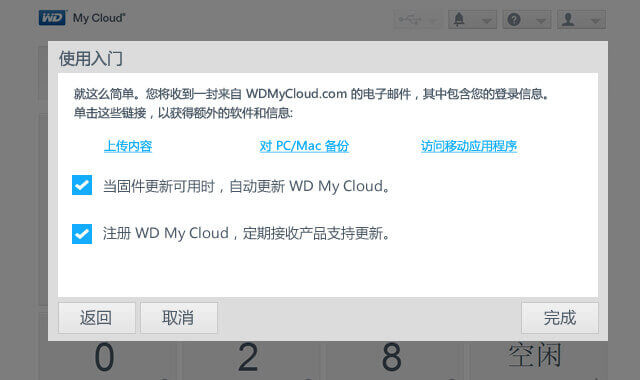 WD My Cloud
使用入门
就这么简单。您将收到一封来自 WDMyCloud.com 的电子邮件，其中包含您的登录信息。
单击这些链接，以获得额外的软件和信息:
上传内容 对 PC/Mac 备份 访问移动应用程序
当固件更新可用时，自动更新 WD My Cloud。
注册 WD My Cloud，定期接收产品支持更新。
返回 取消 完成
0 2 8 空闲